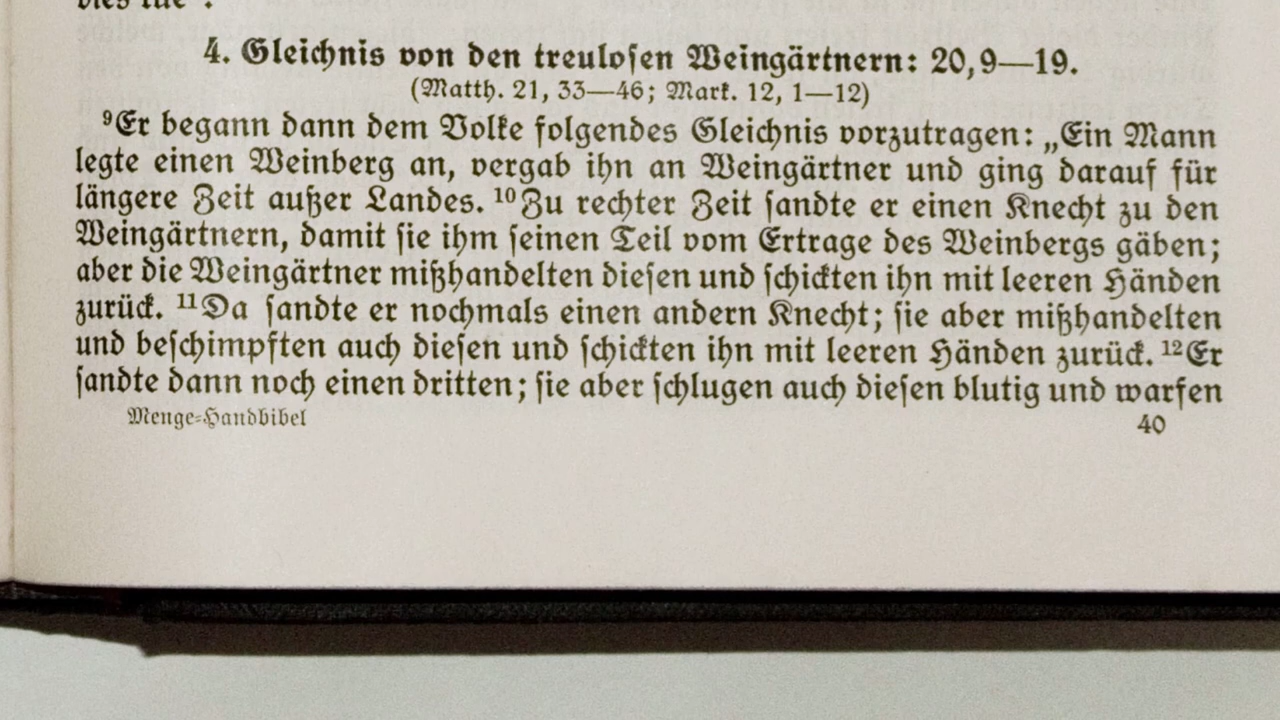 4. Gleichnis von den treulosen Weingärtnern: 20,9—19.
(Matth. 21, 33—46; Mark. 12, 1—12)
⁹Er begann dann dem Volke folgendes Gleichnis vorzutragen: „Ein Mann
legte einen Weinberg an, vergab ihn an Weingärtner und ging darauf für
längere Zeit außer Landes. ¹⁰Zu rechter Zeit sandte er einen Knecht zu den
Weingärtnern, damit sie ihm seinen Teil vom Ertrage des Weinbergs gäben;
aber die Weingärtner mißhandelten diesen und schickten ihn mit leeren Händen
zurück. ¹¹Da sandte er nochmals einen andern Knecht; sie aber mißhandelten
und beschimpften auch diesen und schickten ihn mit leeren Händen zurück. ¹²Er
sandte dann noch einen dritten; sie aber schlugen auch diesen blutig und warfen
Menge-Handbibel 40